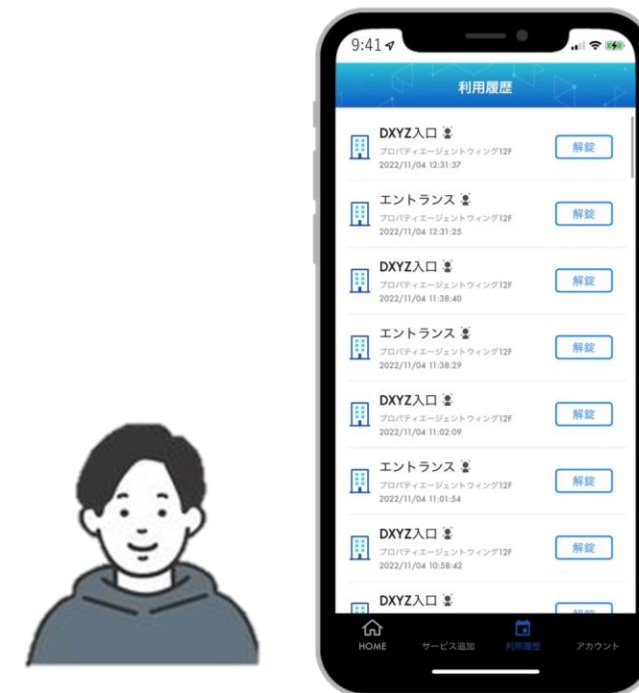 9:41
利用履歴
DXYZ入口
プロパティエージェントウィング12F
2022/11/04 12:31:37
解錠
エントランス
プロパティエージェントウィング12F
2022/11/04 12:31:25
解錠
DXYZ入口
プロパティエージェントウィング12F
2022/11/04 11:38:40
解錠
エントランス
プロパティエージェントウィング12F
2022/11/04 11:38:29
解錠
DXYZ入口
プロパティエージェントウィング12F
2022/11/04 11:02:09
解錠
エントランス
プロパティエージェントウィング12F
2022/11/04 11:01:54
解錠
DXYZ入口
プロパティエージェントウィング12F
2022/11/04 10:58:42
解錠
DXYZ入口
HOME
サービス追加
利用履歴
アカウント